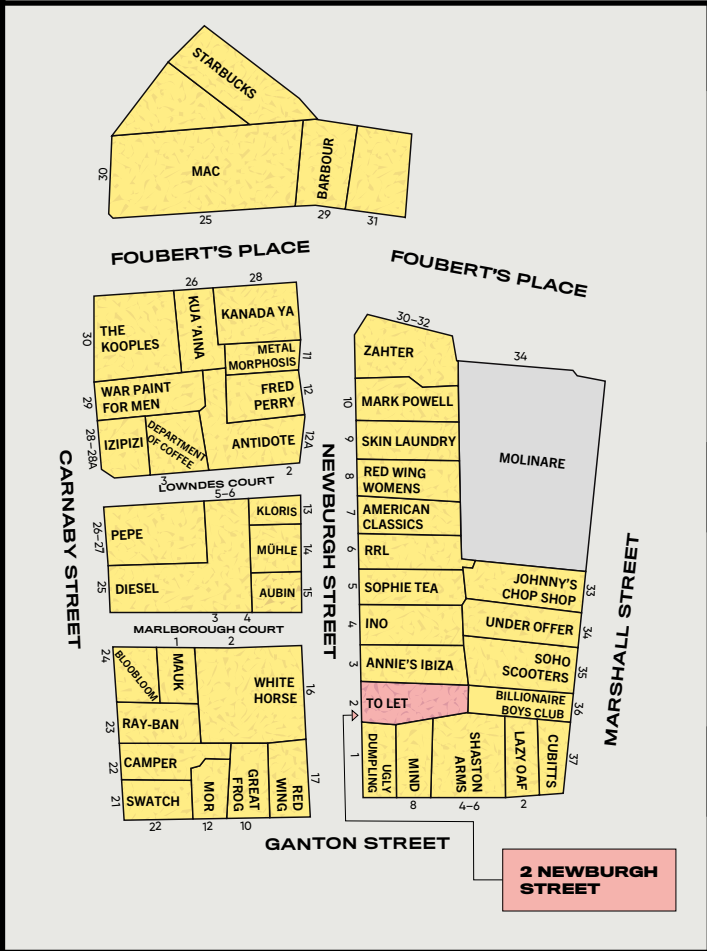 STARBUCKS
MAC
30
25
BARBOUR
29
31
FOUBERT'S PLACE
FOUBERT'S PLACE
26
28
30
THE
KOOPLES
KUA 'AINA
KANADA YA
METAL
MORPHOSIS
11
WAR PAINT
FOR MEN
29
FRED
PERRY
12
IZIPIZI
28–28A
DEPARTMENT
OF COFFEE
ANTIDOTE
12A
3
2
LOWNDES COURT
5–6
CARNABY STREET
NEWBURGH STREET
26–27
PEPE
KLORIS
13
MÜHLE
14
25
DIESEL
AUBIN
15
3
4
MARLBOROUGH COURT
1
2
24
BLOOBLOOM
MAUK
WHITE
HORSE
16
23
RAY-BAN
22
CAMPER
21
SWATCH
MOR
GREAT
FROG
RED
WING
17
22
12
10
30–32
ZAHTER
34
MOLINARE
10
MARK POWELL
9
SKIN LAUNDRY
8
RED WING
WOMENS
7
AMERICAN
CLASSICS
6
RRL
5
SOPHIE TEA
JOHNNY'S
CHOP SHOP
33
4
INO
UNDER OFFER
34
3
ANNIE'S IBIZA
SOHO
SCOOTERS
35
2
TO LET
BILLIONAIRE
BOYS CLUB
36
MARSHALL STREET
1
UGLY
DUMPLING
MIND
SHASTON
ARMS
LAZY OAF
CUBITTS
37
8
4–6
2
GANTON STREET
2 NEWBURGH
STREET